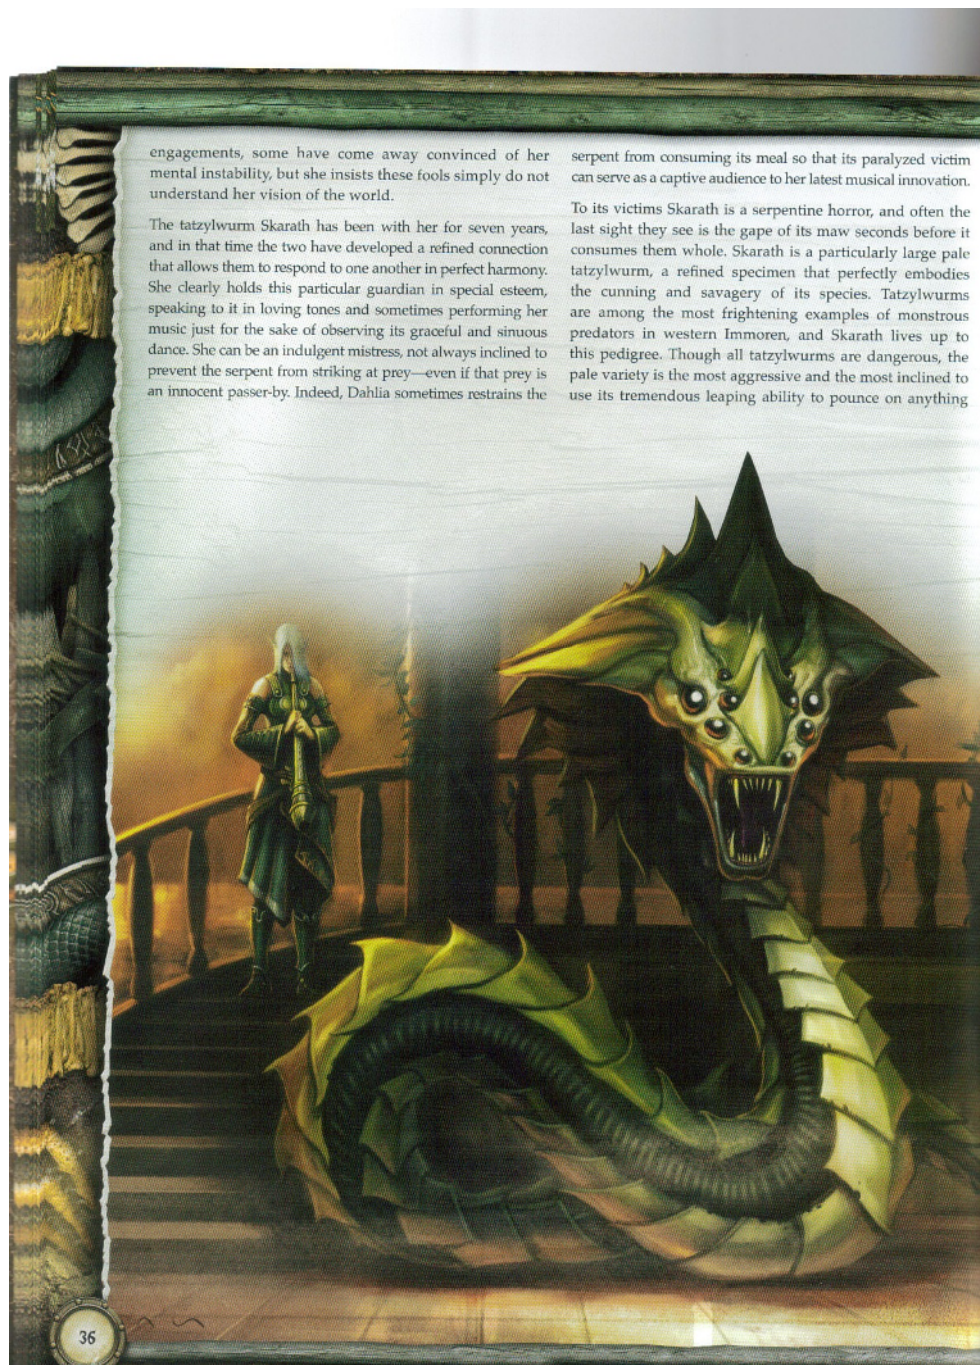 engagements, some have come away convinced of her
mental instability, but she insists these fools simply do not
understand her vision of the world.
The tatzylwurm Skarath has been with her for seven years,
and in that time the two have developed a refined connection
that allows them to respond to one another in perfect harmony.
She clearly holds this particular guardian in special esteem,
speaking to it in loving tones and sometimes performing her
music just for the sake of observing its graceful and sinuous
dance. She can be an indulgent mistress, not always inclined to
prevent the serpent from striking at prey—even if that prey is
an innocent passer-by. Indeed, Dahlia sometimes restrains the
serpent from consuming its meal so that its paralyzed victim
can serve as a captive audience to her latest musical innovation.
To its victims Skarath is a serpentine horror, and often the
last sight they see is the gape of its maw seconds before it
consumes them whole. Skarath is a particularly large pale
tatzylwurm, a refined specimen that perfectly embodies
the cunning and savagery of its species. Tatzylwurms
are among the most frightening examples of monstrous
predators in western Immoren, and Skarath lives up to
this pedigree. Though all tatzylwurms are dangerous, the
pale variety is the most aggressive and the most inclined to
use its tremendous leaping ability to pounce on anything
36